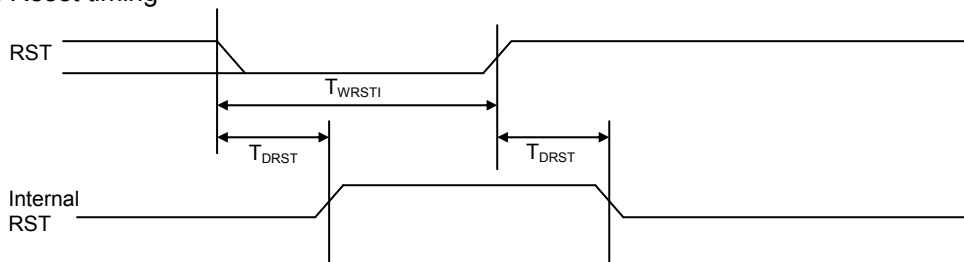 Reset timing
RST
TWRSTI
TDRST
TDRST
Internal
RST